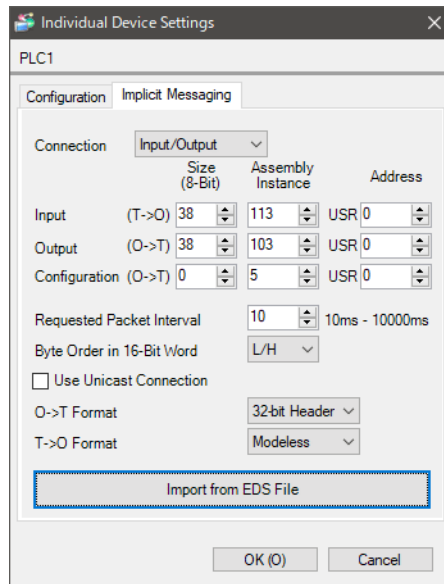 Individual Device Settings
PLC1
Configuration Implicit Messaging
Connection Input/Output
Size (8-Bit) Assembly Instance Address
Input (T->O) 38 113 USR 0
Output (O->T) 38 103 USR 0
Configuration (O->T) 0 5 USR 0
Requested Packet Interval 10 10ms - 10000ms
Byte Order in 16-Bit Word L/H
Use Unicast Connection
O->T Format 32-bit Header
T->O Format Modeless
Import from EDS File
OK (O) Cancel